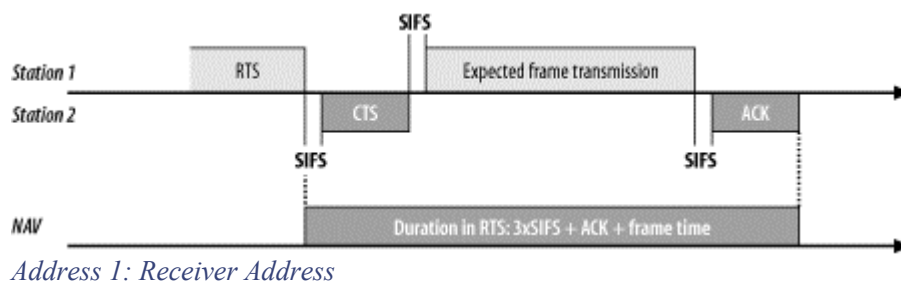 SIFS
Station 1
RTS
Expected frame transmission
Station 2
CTS
ACK
SIFS
SIFS
NAV
Duration in RTS: 3xSIFS + ACK + frame time
Address 1: Receiver Address